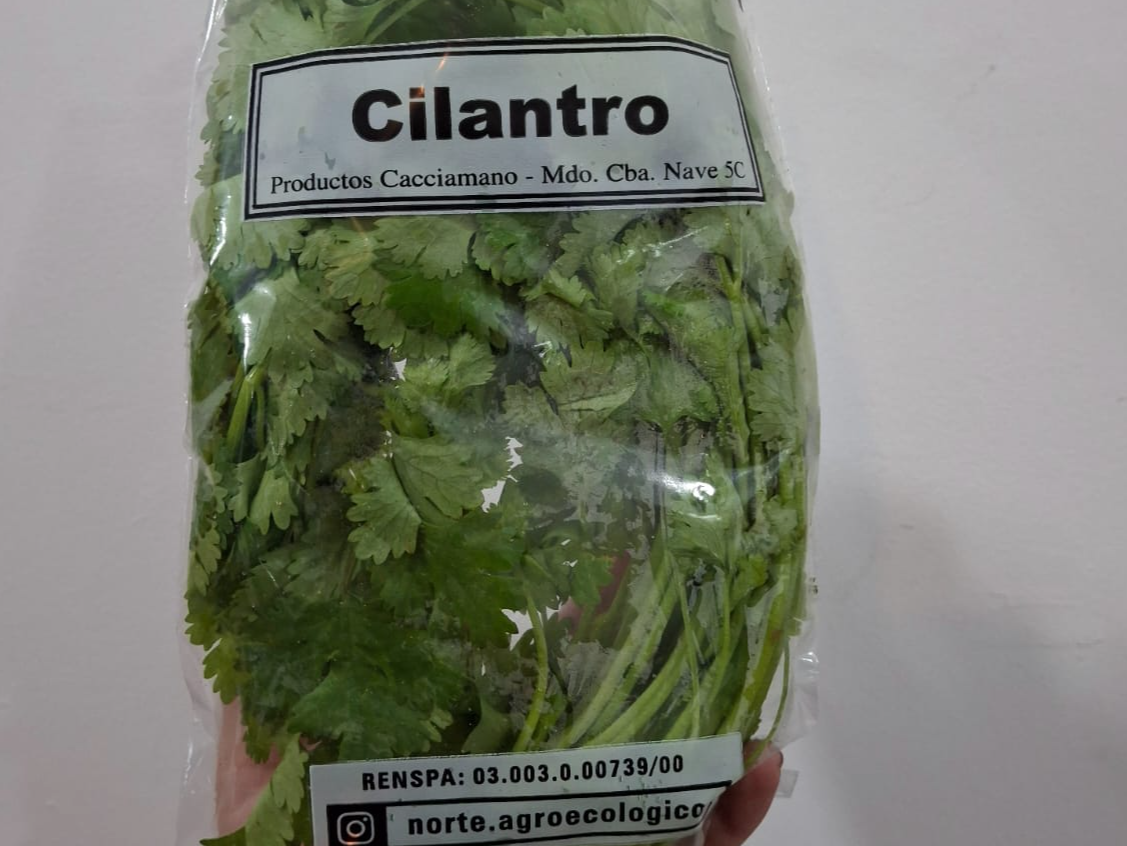 Cilantro
Productos Cacciamano - Mdo. Cba. Nave 5C
RENSPA: 03.003.0.00739/00
norte.agroecologico